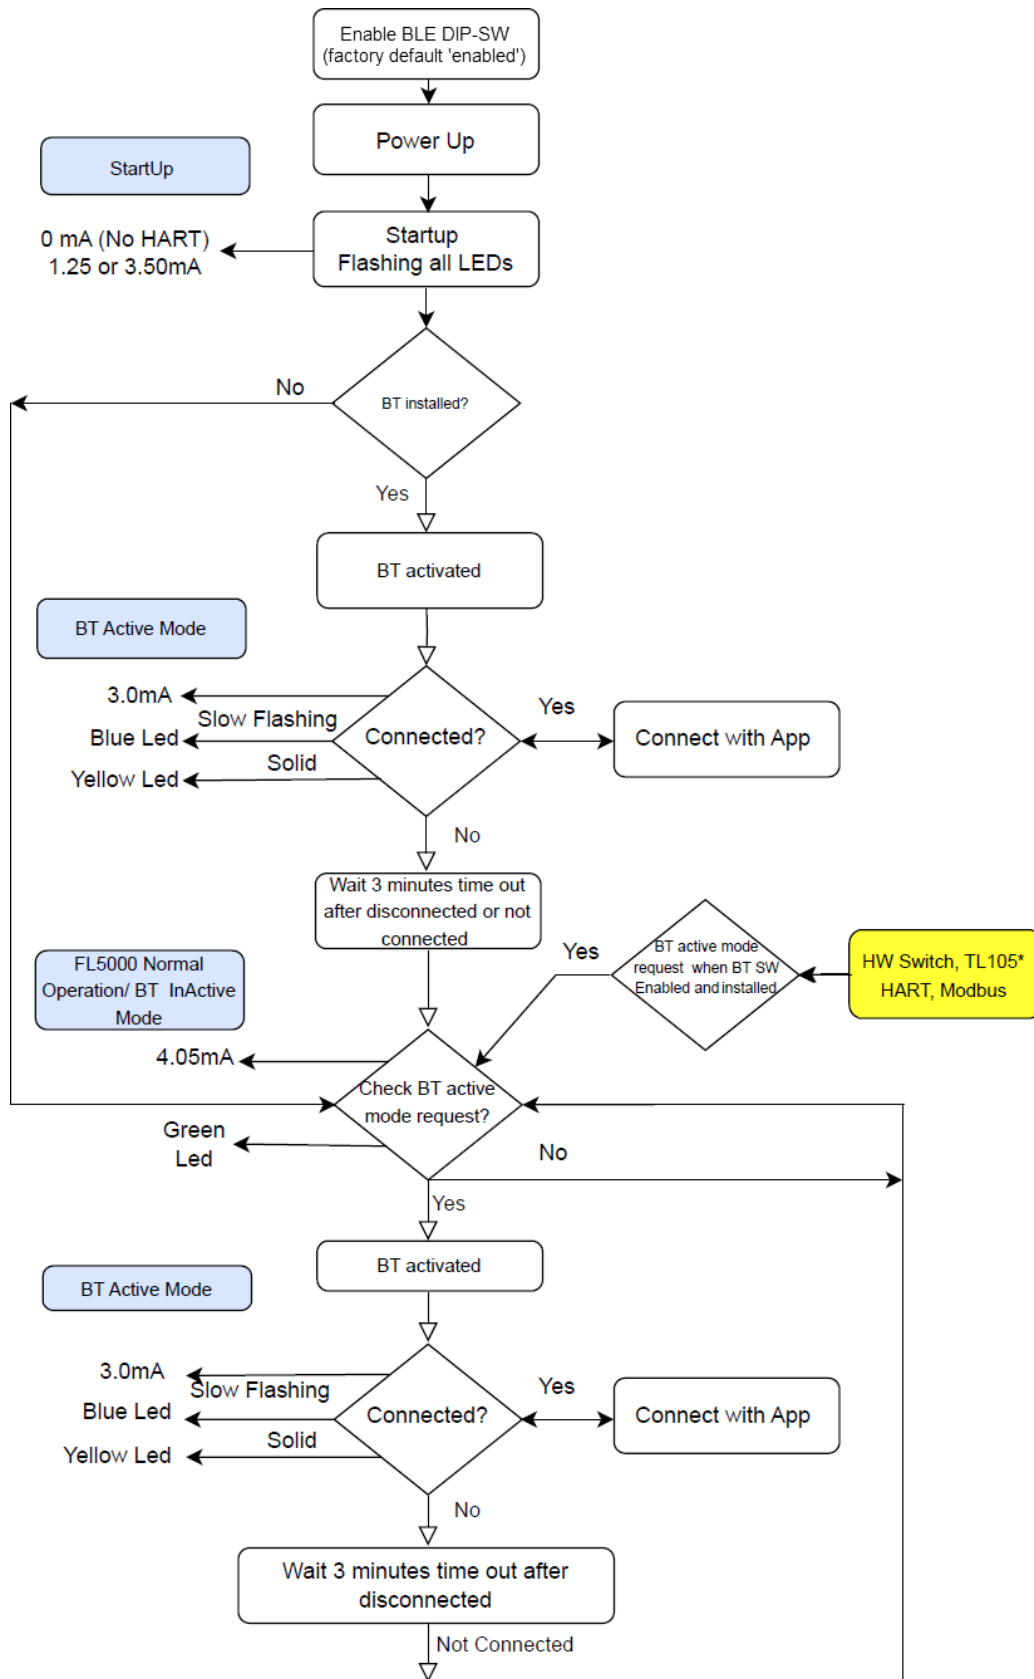 Enable BLE DIP-SW
(factory default 'enabled')
Power Up
StartUp
0 mA (No HART)
1.25 or 3.50mA
Startup
Flashing all LEDs
No
BT installed?
Yes
BT activated
BT Active Mode
3.0mA
Slow Flashing
Blue Led
Solid
Yellow Led
Connected?
Yes
Connect with App
No
Wait 3 minutes time out
after disconnected or not
connected
Yes
BT active mode
request when BT SW
Enabled and installed
HW Switch, TL105*
HART, Modbus
FL5000 Normal
Operation/ BT InActive
Mode
4.05mA
Check BT active
mode request?
Green
Led
No
Yes
BT activated
BT Active Mode
3.0mA
Slow Flashing
Blue Led
Solid
Yellow Led
Connected?
Yes
Connect with App
No
Wait 3 minutes time out after
disconnected
Not Connected